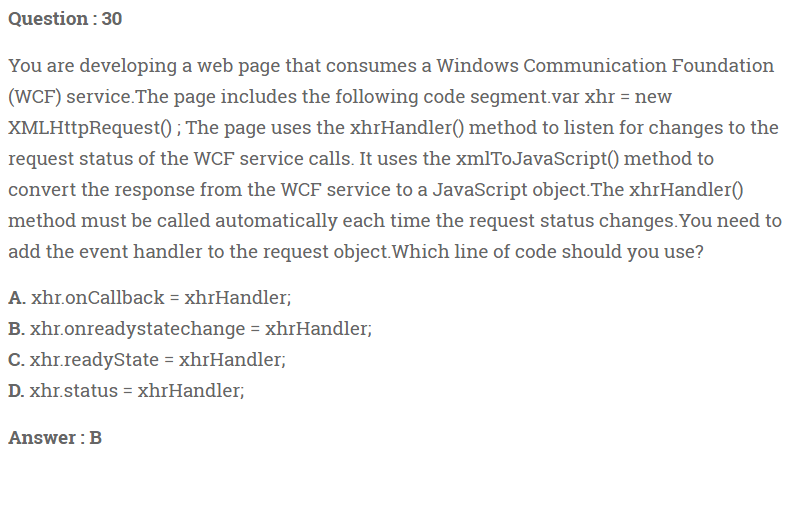 Question : 30
You are developing a web page that consumes a Windows Communication Foundation
(WCF) service.The page includes the following code segment.var xhr = new
XMLHttpRequest() ; The page uses the xhrHandler() method to listen for changes to the
request status of the WCF service calls. It uses the xmlToJavaScript() method to
convert the response from the WCF service to a JavaScript object.The xhrHandler()
method must be called automatically each time the request status changes.You need to
add the event handler to the request object.Which line of code should you use?
A. xhr.onCallback = xhrHandler;
B. xhr.onreadystatechange = xhrHandler;
C. xhr.readyState = xhrHandler;
D. xhr.status = xhrHandler;
Answer : B